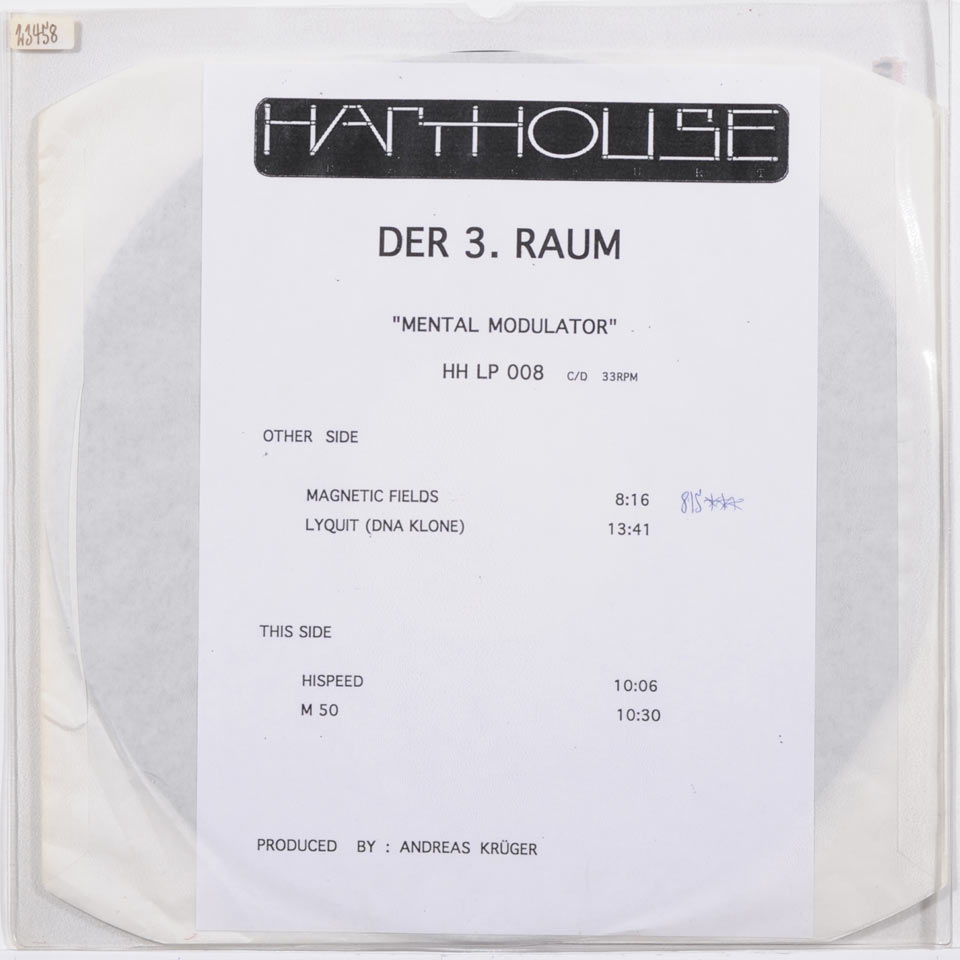 23458
HARTHOUSE
DER 3. RAUM
"MENTAL MODULATOR"
HH LP 008 C/D 33RPM
OTHER SIDE
MAGNETIC FIELDS 8:16
LYQUIT (DNA KLONE) 13:41
THIS SIDE
HISPEED 10:06
M 50 10:30
PRODUCED BY : ANDREAS KRÜGER